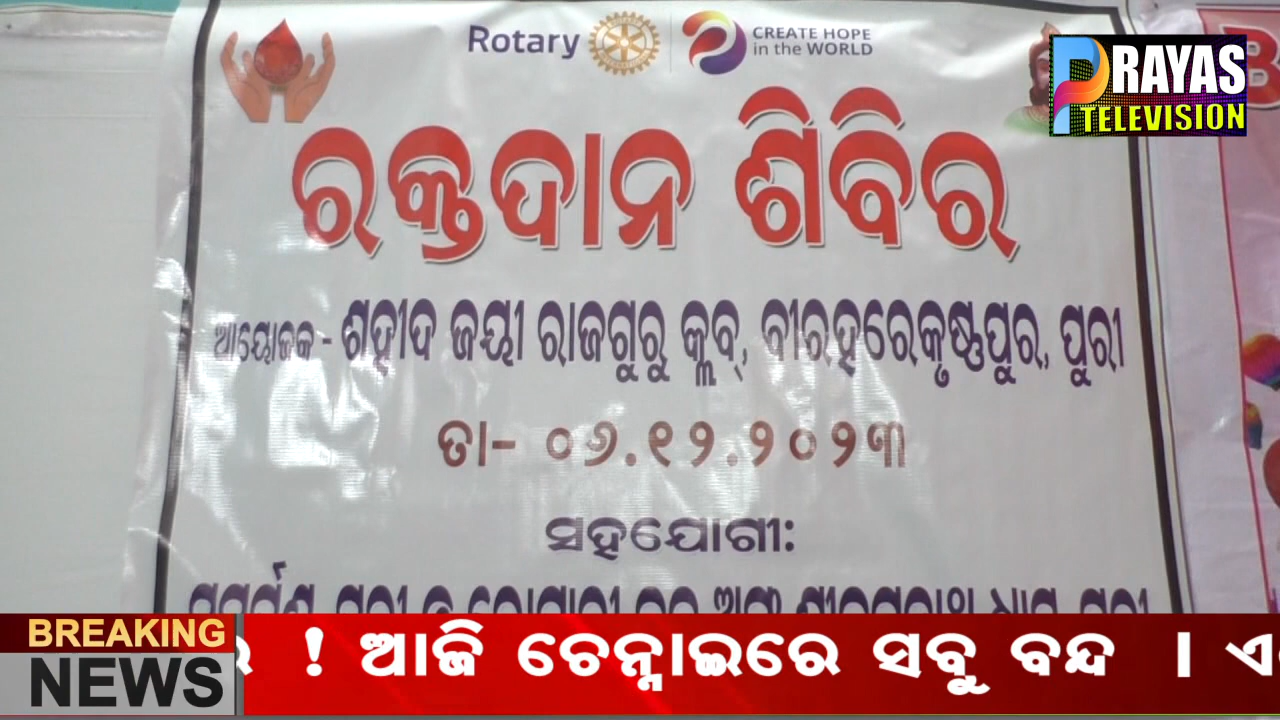 Rotary
CREATE HOPE
in the WORLD
PRAYAS
TELEVISION
ରକ୍ତଦାନ ଶିବିର
ଆୟୋଜକ - ଶହୀଦ ଜୟୀ ରାଜଗୁରୁ କ୍ଲବ୍, ବୀରହରେକୃଷ୍ଣପୁର, ପୁରୀ
ତା- ୦୬.୧୨.୨୦୨୩
ସହଯୋଗୀ:
BREAKING
NEWS
! ଆଜି ଚେନ୍ନାଇରେ ସବୁ ବନ୍ଦ ।